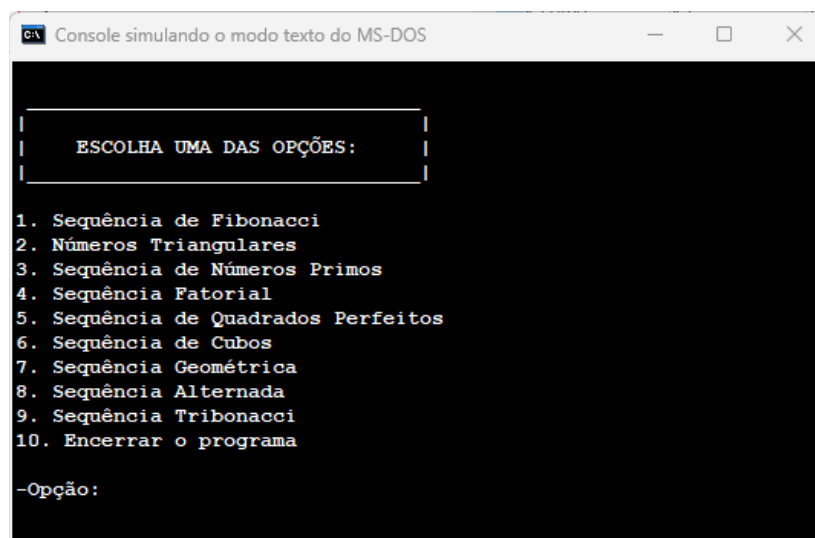 Console simulando o modo texto do MS-DOS
ESCOLHA UMA DAS OPÇÕES:
1. Sequência de Fibonacci
2. Números Triangulares
3. Sequência de Números Primos
4. Sequência Fatorial
5. Sequência de Quadrados Perfeitos
6. Sequência de Cubos
7. Sequência Geométrica
8. Sequência Alternada
9. Sequência Tribonacci
10. Encerrar o programa
-Opção: